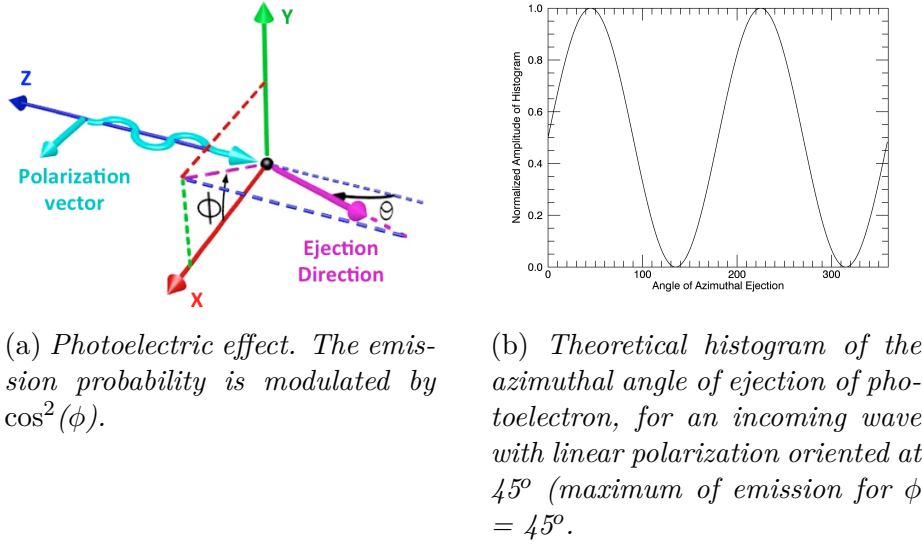 Y
Z
Polarization
vector
ϕ
θ
Ejection
Direction
X
1.0
0.8
0.6
0.4
0.2
0.0
Normalized Amplitude of Histogram
0
100
200
300
Angle of Azimuthal Ejection
(a) Photoelectric effect. The emis-
sion probability is modulated by
cos²(ϕ).
(b) Theoretical histogram of the
azimuthal angle of ejection of pho-
toelectron, for an incoming wave
with linear polarization oriented at
45º (maximum of emission for ϕ
= 45º.